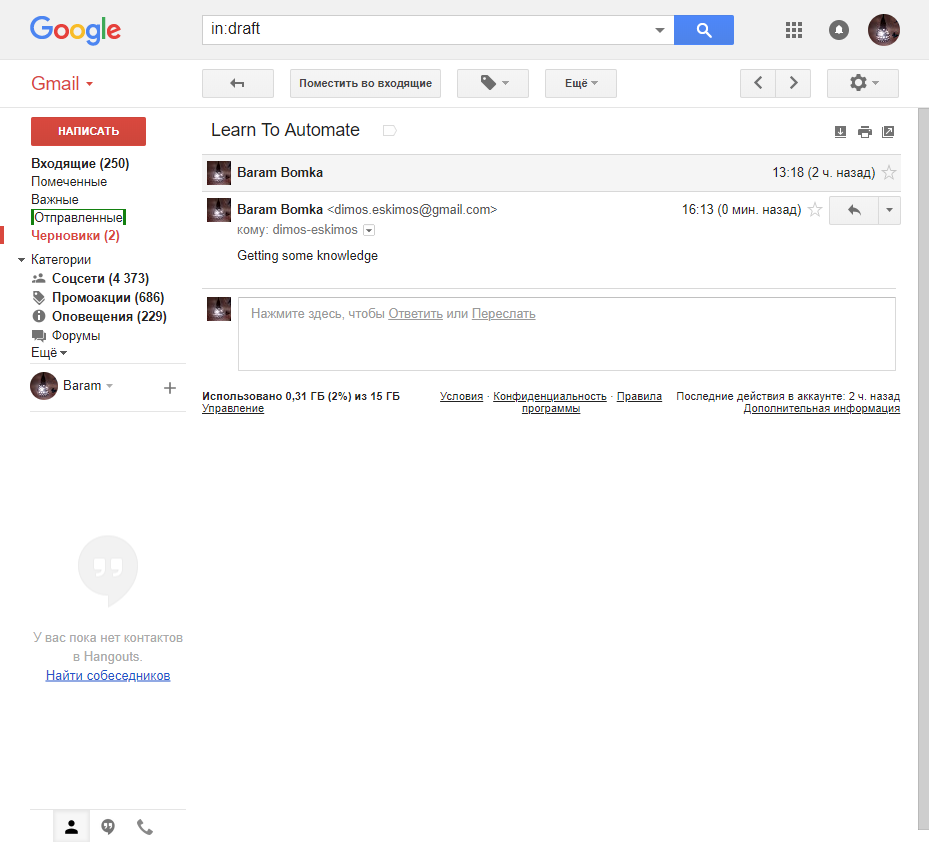 Google
in:draft
Gmail
Поместить во входящие
Ещё
НАПИСАТЬ
Входящие (250)
Помеченные
Важные
Отправленные
Черновики (2)
Категории
Соцсети (4 373)
Промоакции (686)
Оповещения (229)
Форумы
Ещё
Baram
Learn To Automate
Baram Bomka 13:18 (2 ч. назад)
Baram Bomka <dimos.eskimos@gmail.com> 16:13 (0 мин. назад)
кому: dimos-eskimos
Getting some knowledge
Нажмите здесь, чтобы Ответить или Переслать
Использовано 0,31 ГБ (2%) из 15 ГБ
Управление
Условия · Конфиденциальность · Правила
программы
Последние действия в аккаунте: 2 ч. назад
Дополнительная информация
У вас пока нет контактов
в Hangouts.
Найти собеседников